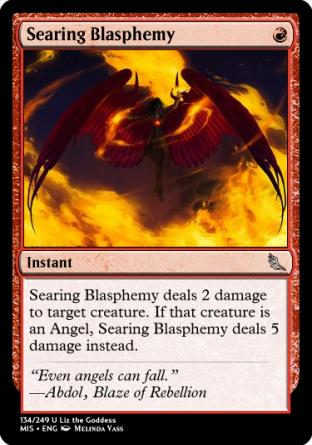 Searing Blasphemy
Instant
Searing Blasphemy deals 2 damage
to target creature. If that creature is
an Angel, Searing Blasphemy deals 5
damage instead.
“Even angels can fall.”
—Abdol, Blaze of Rebellion
134/249 U Liz the Goddess
MIS • ENG Melinda Vass